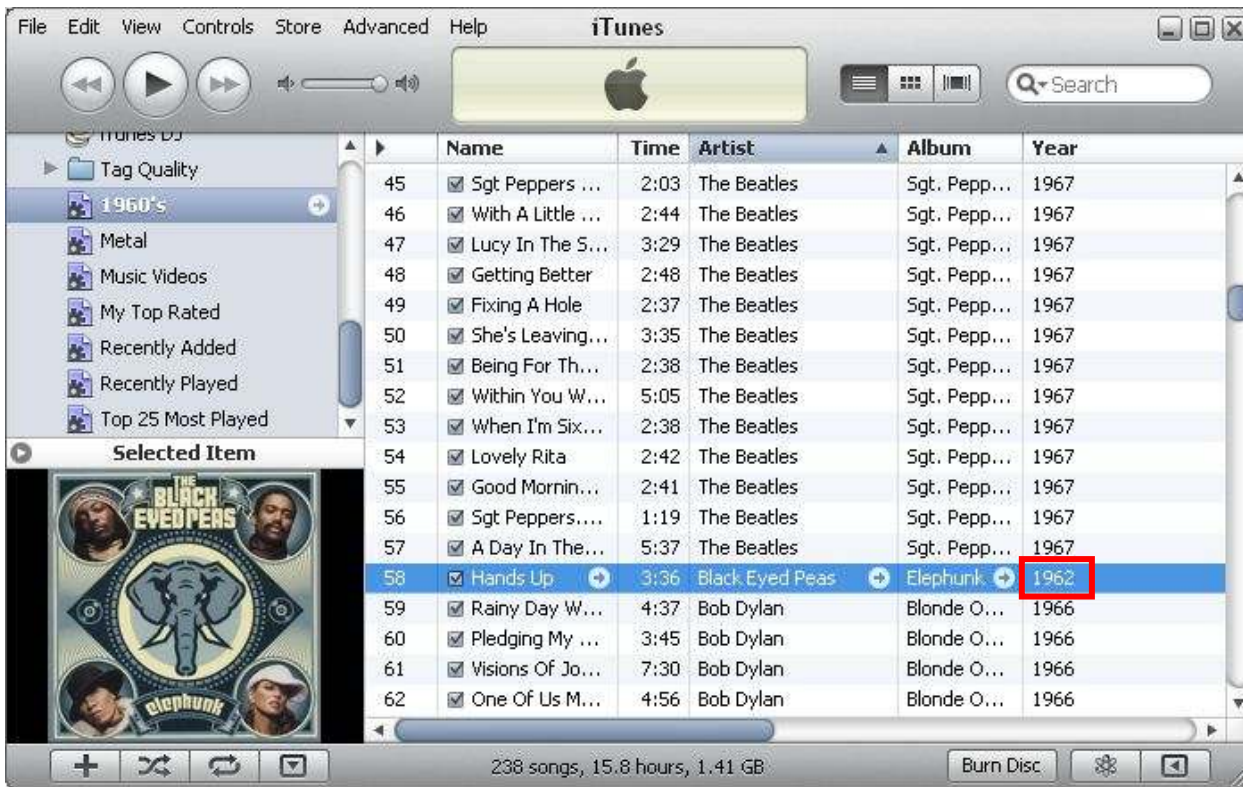 File Edit View Controls Store Advanced Help iTunes
Search
Name Time Artist Album Year
Tag Quality
1960's
Metal
Music Videos
My Top Rated
Recently Added
Recently Played
Top 25 Most Played
Selected Item
THE
BLACK
EYED PEAS
elephunk
45 Sgt Peppers ... 2:03 The Beatles Sgt. Pepp... 1967
46 With A Little ... 2:44 The Beatles Sgt. Pepp... 1967
47 Lucy In The S... 3:29 The Beatles Sgt. Pepp... 1967
48 Getting Better 2:48 The Beatles Sgt. Pepp... 1967
49 Fixing A Hole 2:37 The Beatles Sgt. Pepp... 1967
50 She's Leaving... 3:35 The Beatles Sgt. Pepp... 1967
51 Being For Th... 2:38 The Beatles Sgt. Pepp... 1967
52 Within You W... 5:05 The Beatles Sgt. Pepp... 1967
53 When I'm Six... 2:38 The Beatles Sgt. Pepp... 1967
54 Lovely Rita 2:42 The Beatles Sgt. Pepp... 1967
55 Good Mornin... 2:41 The Beatles Sgt. Pepp... 1967
56 Sgt Peppers.... 1:19 The Beatles Sgt. Pepp... 1967
57 A Day In The... 5:37 The Beatles Sgt. Pepp... 1967
58 Hands Up 3:36 Black Eyed Peas Elephunk 1962
59 Rainy Day W... 4:37 Bob Dylan Blonde O... 1966
60 Pledging My ... 3:45 Bob Dylan Blonde O... 1966
61 Visions Of Jo... 7:30 Bob Dylan Blonde O... 1966
62 One Of Us M... 4:56 Bob Dylan Blonde O... 1966
238 songs, 15.8 hours, 1.41 GB
Burn Disc